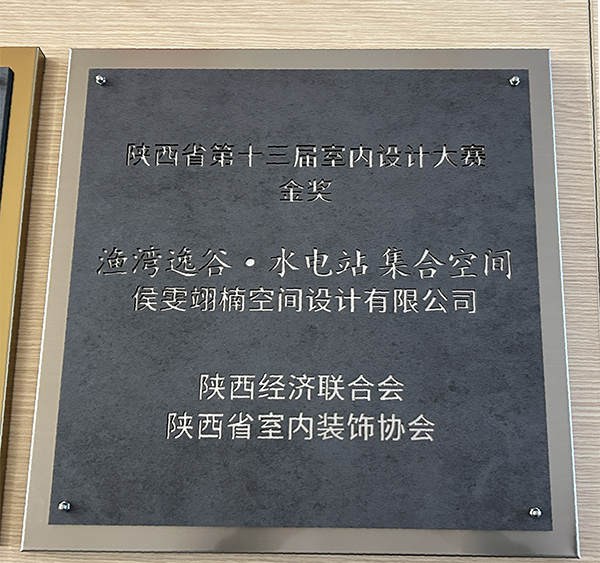 陕西省第十三届室内设计大赛
金奖
渔湾逸谷·水电站 集合空间
侯雯翊楠空间设计有限公司
陕西经济联合会
陕西省室内装饰协会